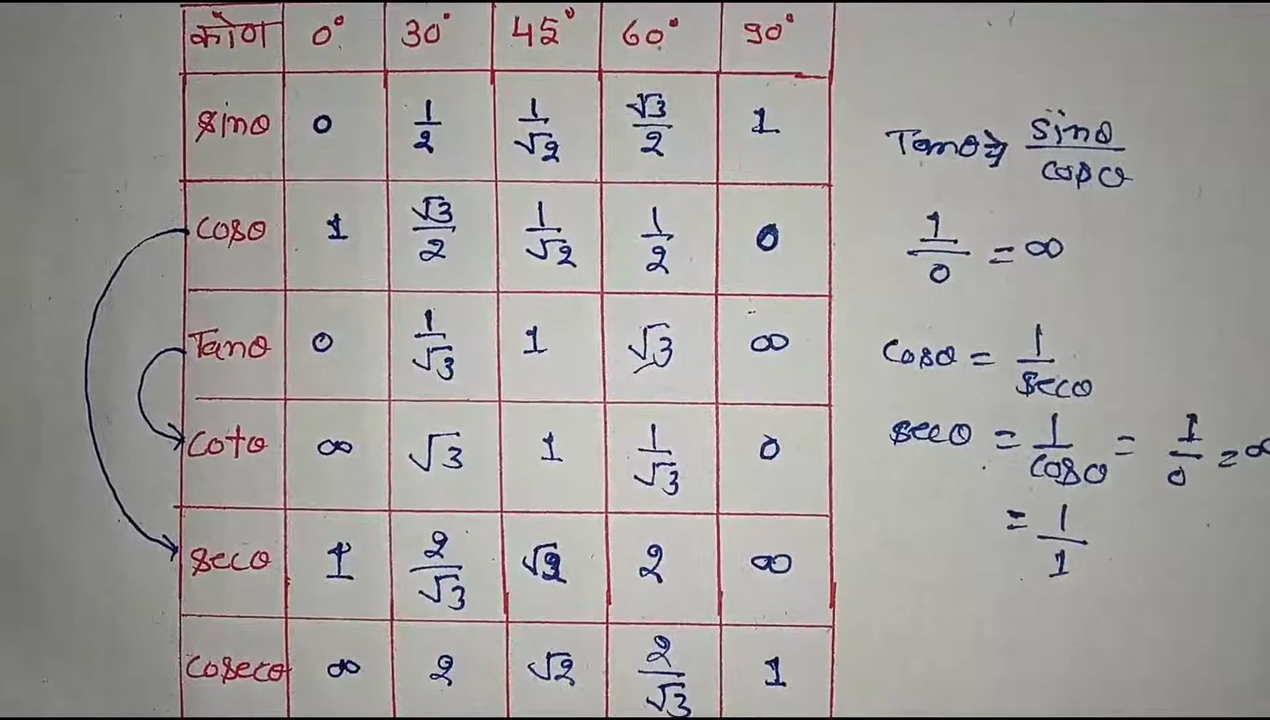 कोण 0° 30° 45° 60° 90°
sinθ 0 1/2 1/√2 √3/2 1
cosθ 1 √3/2 1/√2 1/2 0
Tanθ 0 1/√3 1 √3 ∞
cotθ ∞ √3 1 1/√3 0
secθ 1 2/√3 √2 2 ∞
cosecθ ∞ 2 √2 2/√3 1
Tanθ ⇒ sinθ/cosθ
1/0 = ∞
cosθ = 1/secθ
secθ = 1/cosθ = 1/0 = ∞
= 1/1